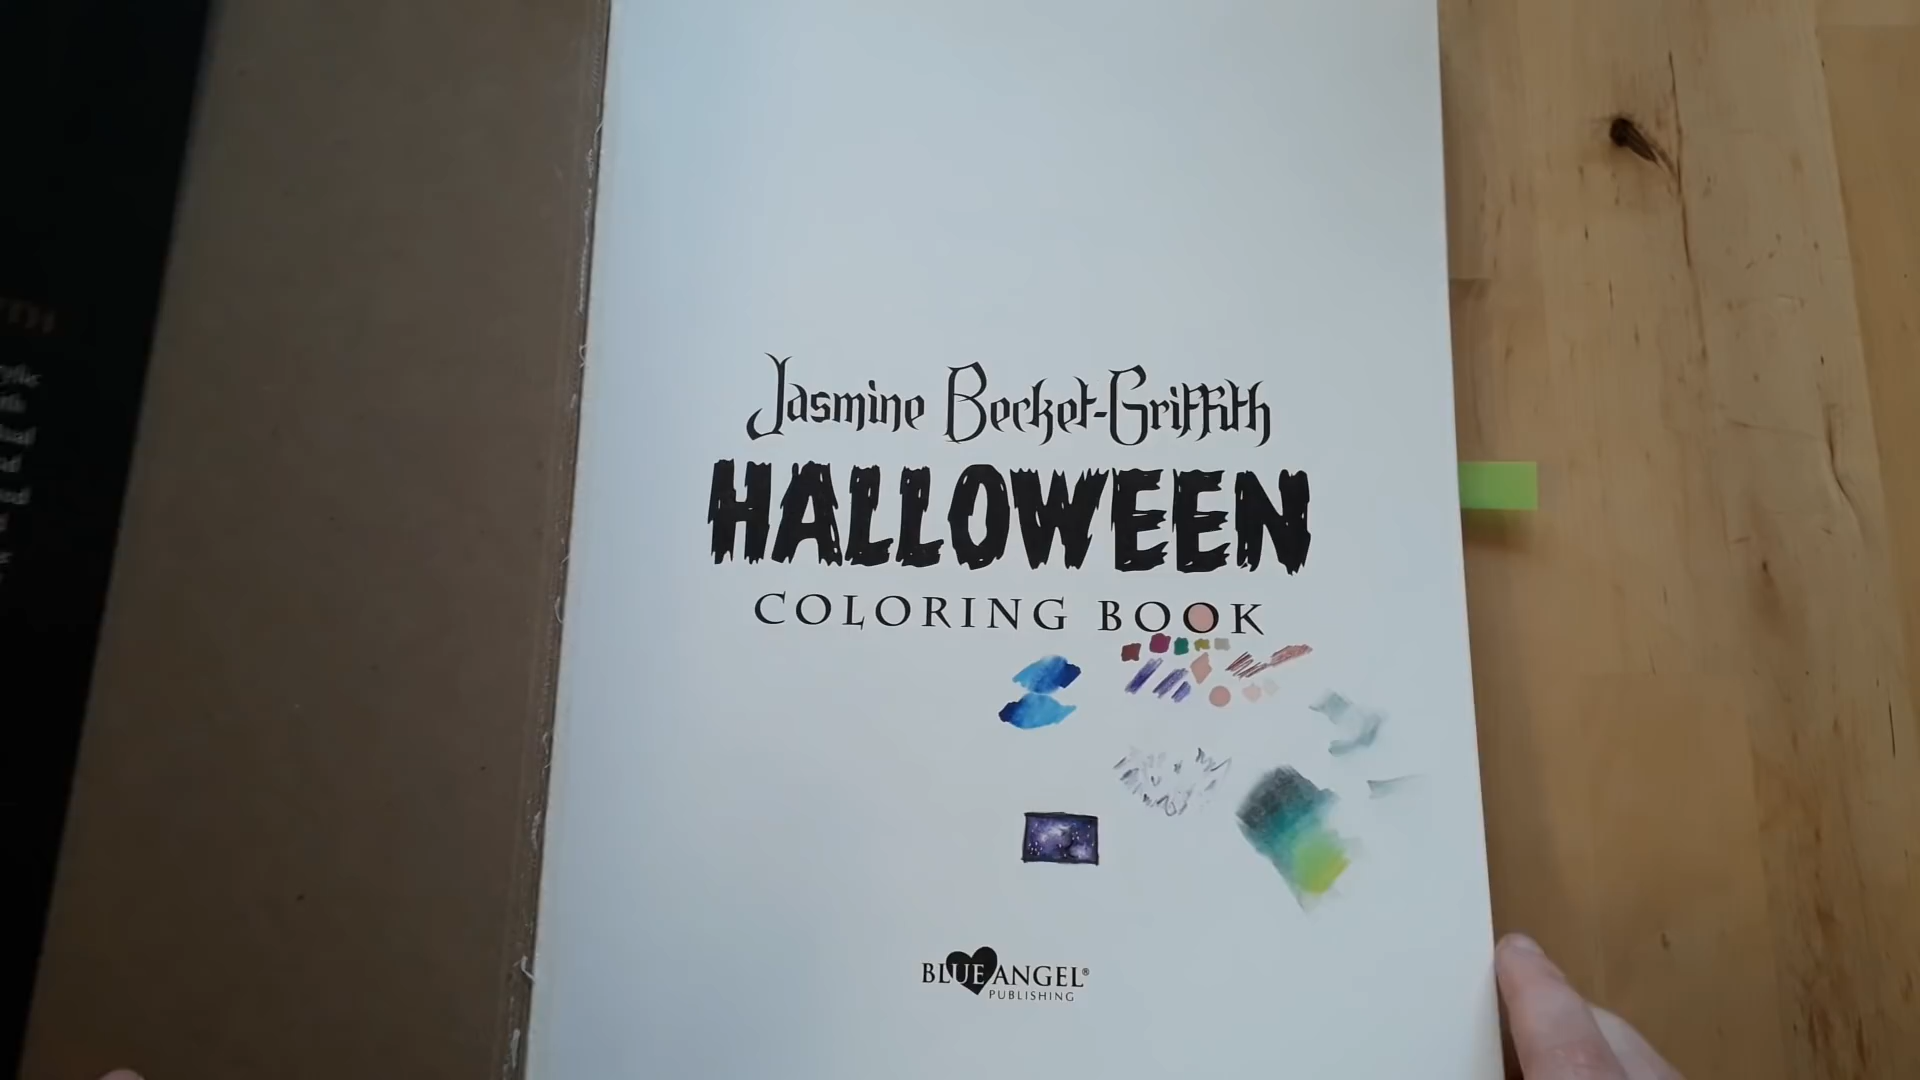 Jasmine Becket-Griffith
HALLOWEEN
COLORING BOOK
BLUE ANGEL®
PUBLISHING